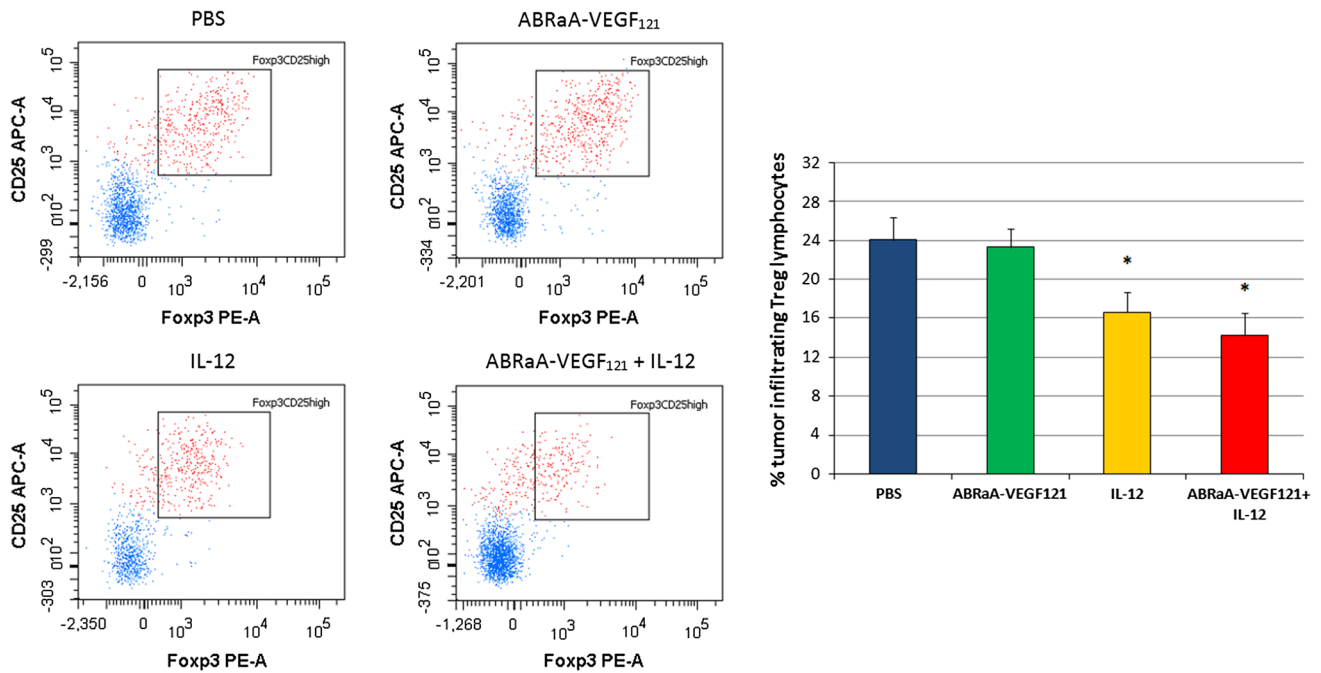 PBS
Foxp3CD25high
CD25 APC-A
10^5
10^4
10^3
10^2
0
-299
-2,156 0 10^3 10^4 10^5
Foxp3 PE-A
ABRaA-VEGF₁₂₁
Foxp3CD25high
CD25 APC-A
10^5
10^4
10^3
10^2
0
-334
-2,201 0 10^3 10^4 10^5
Foxp3 PE-A
IL-12
Foxp3CD25high
CD25 APC-A
10^5
10^4
10^3
10^2
0
-303
-2,350 0 10^3 10^4 10^5
Foxp3 PE-A
ABRaA-VEGF₁₂₁ + IL-12
Foxp3CD25high
CD25 APC-A
10^5
10^4
10^3
10^2
0
-375
-1,268 0 10^3 10^4 10^5
Foxp3 PE-A
% tumor infiltrating Treg lymphocytes
32
28
24
20
16
12
8
4
0
*
*
PBS ABRaA-VEGF121 IL-12 ABRaA-VEGF121+
IL-12